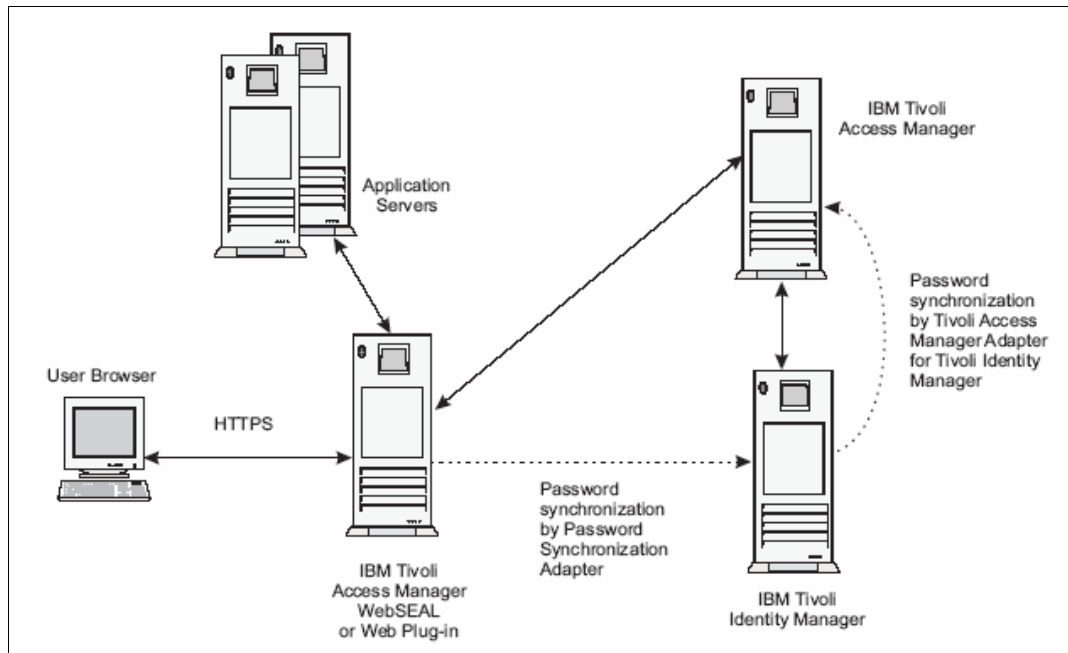 IBM Tivoli
Access Manager
Application
Servers
Password
synchronization
by Tivoli Access
Manager Adapter
for Tivoli Identity
Manager
User Browser
HTTPS
Password
synchronization
by Password
Synchronization
Adapter
IBM Tivoli
Access Manager
WebSEAL
or Web Plug-in
IBM Tivoli
Identity Manager